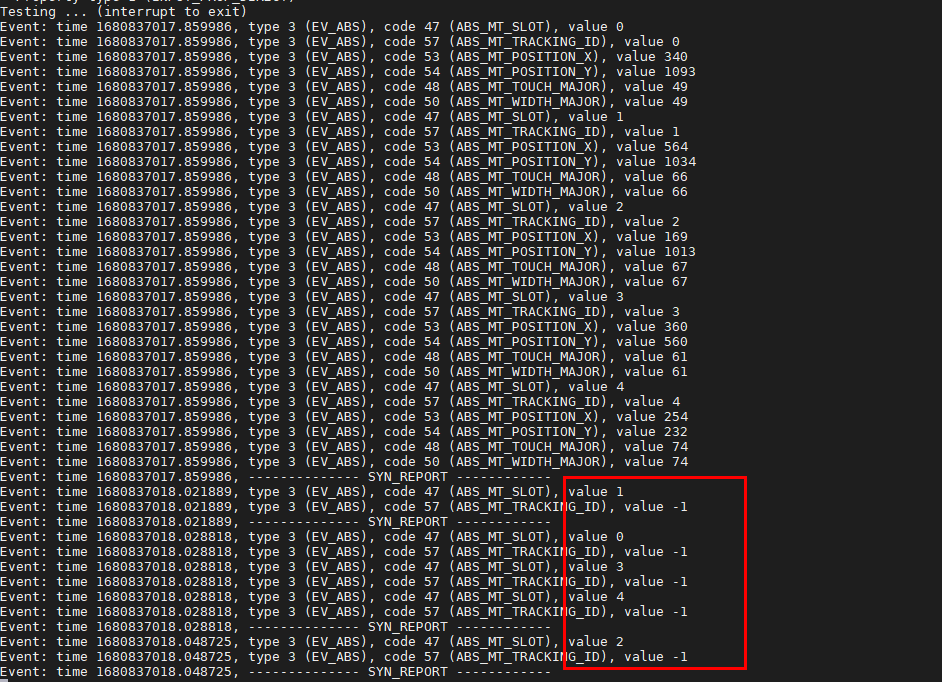 Testing ... (interrupt to exit)
Event: time 1680837017.859986, type 3 (EV_ABS), code 47 (ABS_MT_SLOT), value 0
Event: time 1680837017.859986, type 3 (EV_ABS), code 57 (ABS_MT_TRACKING_ID), value 0
Event: time 1680837017.859986, type 3 (EV_ABS), code 53 (ABS_MT_POSITION_X), value 340
Event: time 1680837017.859986, type 3 (EV_ABS), code 54 (ABS_MT_POSITION_Y), value 1093
Event: time 1680837017.859986, type 3 (EV_ABS), code 48 (ABS_MT_TOUCH_MAJOR), value 49
Event: time 1680837017.859986, type 3 (EV_ABS), code 50 (ABS_MT_WIDTH_MAJOR), value 49
Event: time 1680837017.859986, type 3 (EV_ABS), code 47 (ABS_MT_SLOT), value 1
Event: time 1680837017.859986, type 3 (EV_ABS), code 57 (ABS_MT_TRACKING_ID), value 1
Event: time 1680837017.859986, type 3 (EV_ABS), code 53 (ABS_MT_POSITION_X), value 564
Event: time 1680837017.859986, type 3 (EV_ABS), code 54 (ABS_MT_POSITION_Y), value 1034
Event: time 1680837017.859986, type 3 (EV_ABS), code 48 (ABS_MT_TOUCH_MAJOR), value 66
Event: time 1680837017.859986, type 3 (EV_ABS), code 50 (ABS_MT_WIDTH_MAJOR), value 66
Event: time 1680837017.859986, type 3 (EV_ABS), code 47 (ABS_MT_SLOT), value 2
Event: time 1680837017.859986, type 3 (EV_ABS), code 57 (ABS_MT_TRACKING_ID), value 2
Event: time 1680837017.859986, type 3 (EV_ABS), code 53 (ABS_MT_POSITION_X), value 169
Event: time 1680837017.859986, type 3 (EV_ABS), code 54 (ABS_MT_POSITION_Y), value 1013
Event: time 1680837017.859986, type 3 (EV_ABS), code 48 (ABS_MT_TOUCH_MAJOR), value 67
Event: time 1680837017.859986, type 3 (EV_ABS), code 50 (ABS_MT_WIDTH_MAJOR), value 67
Event: time 1680837017.859986, type 3 (EV_ABS), code 47 (ABS_MT_SLOT), value 3
Event: time 1680837017.859986, type 3 (EV_ABS), code 57 (ABS_MT_TRACKING_ID), value 3
Event: time 1680837017.859986, type 3 (EV_ABS), code 53 (ABS_MT_POSITION_X), value 360
Event: time 1680837017.859986, type 3 (EV_ABS), code 54 (ABS_MT_POSITION_Y), value 560
Event: time 1680837017.859986, type 3 (EV_ABS), code 48 (ABS_MT_TOUCH_MAJOR), value 61
Event: time 1680837017.859986, type 3 (EV_ABS), code 50 (ABS_MT_WIDTH_MAJOR), value 61
Event: time 1680837017.859986, type 3 (EV_ABS), code 47 (ABS_MT_SLOT), value 4
Event: time 1680837017.859986, type 3 (EV_ABS), code 57 (ABS_MT_TRACKING_ID), value 4
Event: time 1680837017.859986, type 3 (EV_ABS), code 53 (ABS_MT_POSITION_X), value 254
Event: time 1680837017.859986, type 3 (EV_ABS), code 54 (ABS_MT_POSITION_Y), value 232
Event: time 1680837017.859986, type 3 (EV_ABS), code 48 (ABS_MT_TOUCH_MAJOR), value 74
Event: time 1680837017.859986, type 3 (EV_ABS), code 50 (ABS_MT_WIDTH_MAJOR), value 74
Event: time 1680837017.859986, -------------- SYN_REPORT ------------
Event: time 1680837018.021889, type 3 (EV_ABS), code 47 (ABS_MT_SLOT), value 1
Event: time 1680837018.021889, type 3 (EV_ABS), code 57 (ABS_MT_TRACKING_ID), value -1
Event: time 1680837018.021889, -------------- SYN_REPORT ------------
Event: time 1680837018.028818, type 3 (EV_ABS), code 47 (ABS_MT_SLOT), value 0
Event: time 1680837018.028818, type 3 (EV_ABS), code 57 (ABS_MT_TRACKING_ID), value -1
Event: time 1680837018.028818, type 3 (EV_ABS), code 47 (ABS_MT_SLOT), value 3
Event: time 1680837018.028818, type 3 (EV_ABS), code 57 (ABS_MT_TRACKING_ID), value -1
Event: time 1680837018.028818, type 3 (EV_ABS), code 47 (ABS_MT_SLOT), value 4
Event: time 1680837018.028818, type 3 (EV_ABS), code 57 (ABS_MT_TRACKING_ID), value -1
Event: time 1680837018.028818, -------------- SYN_REPORT ------------
Event: time 1680837018.048725, type 3 (EV_ABS), code 47 (ABS_MT_SLOT), value 2
Event: time 1680837018.048725, type 3 (EV_ABS), code 57 (ABS_MT_TRACKING_ID), value -1
Event: time 1680837018.048725, -------------- SYN_REPORT ------------